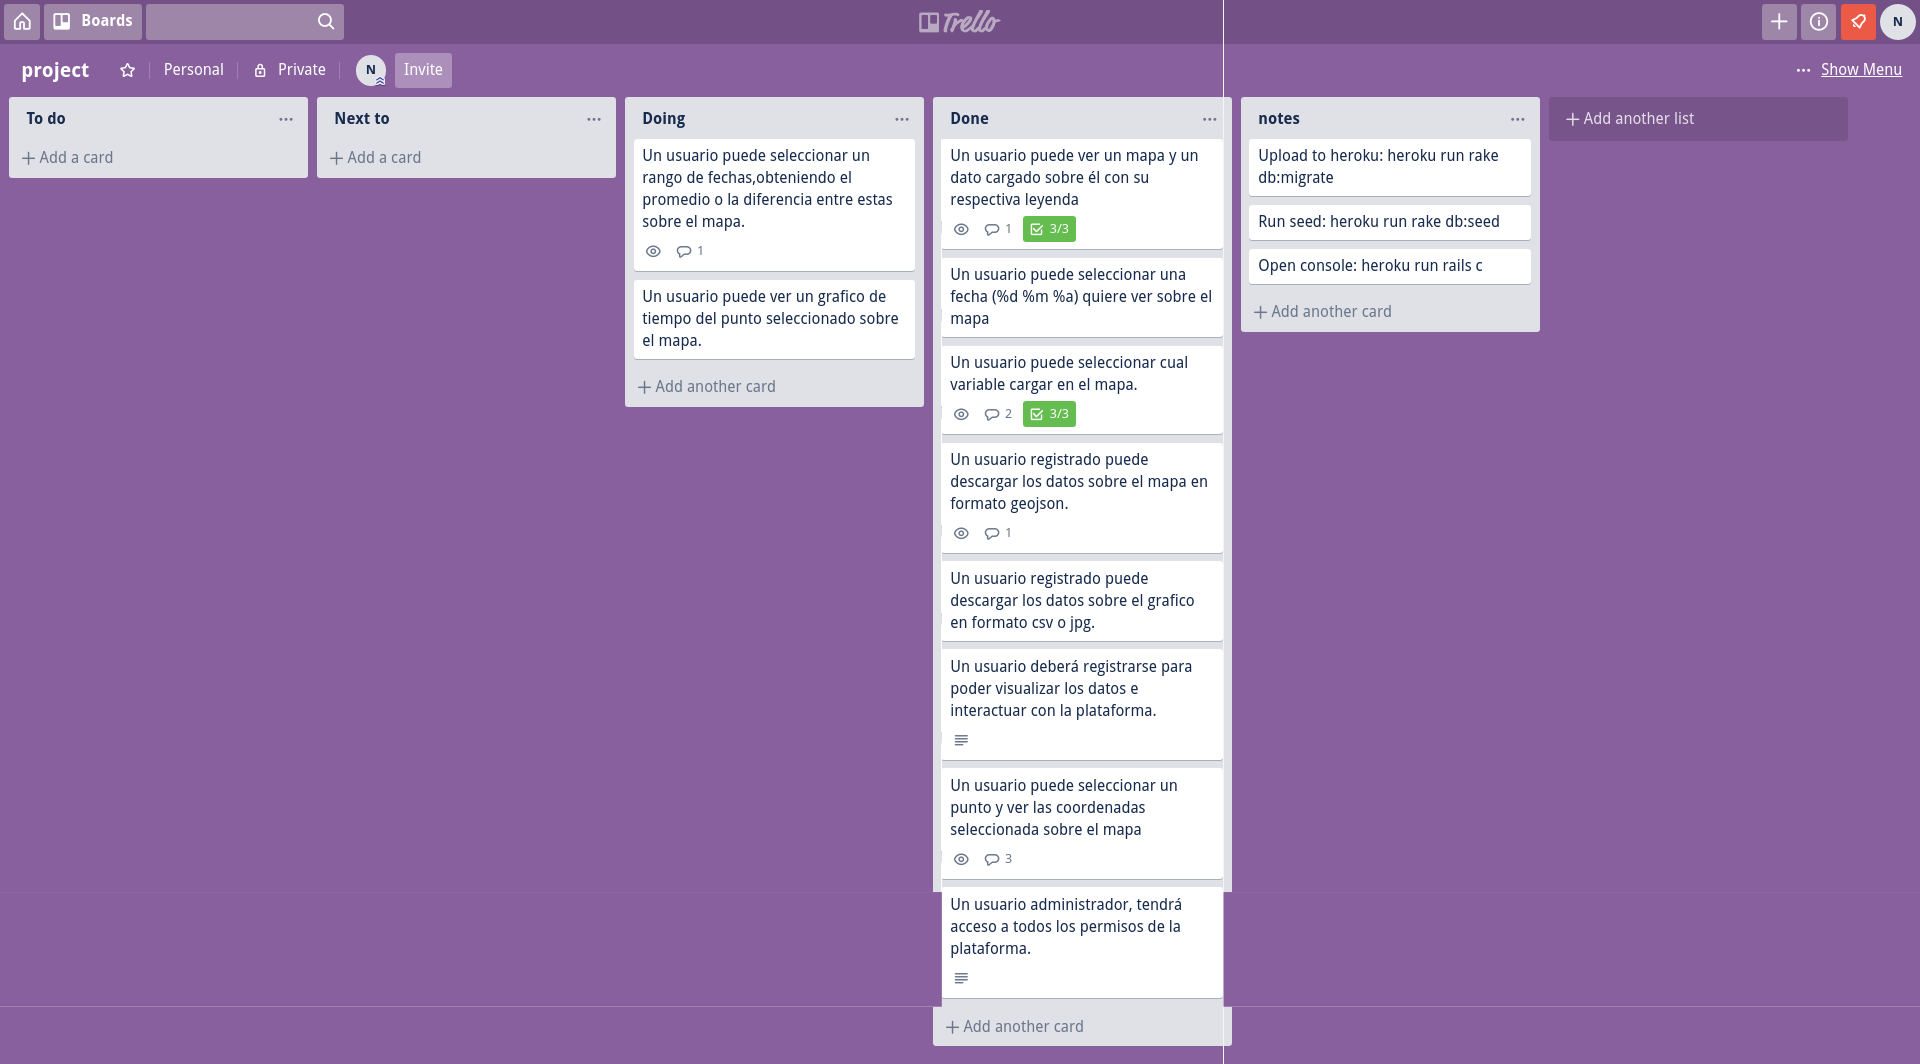 Boards
Trello
N
project
Personal
Private
N
Invite
Show Menu
To do
Add a card
Next to
Add a card
Doing
Un usuario puede seleccionar un
rango de fechas,obteniendo el
promedio o la diferencia entre estas
sobre el mapa.
1
Un usuario puede ver un grafico de
tiempo del punto seleccionado sobre
el mapa.
Add another card
Done
Un usuario puede ver un mapa y un
dato cargado sobre él con su
respectiva leyenda
1 3/3
Un usuario puede seleccionar una
fecha (%d %m %a) quiere ver sobre el
mapa
Un usuario puede seleccionar cual
variable cargar en el mapa.
2 3/3
Un usuario registrado puede
descargar los datos sobre el mapa en
formato geojson.
1
Un usuario registrado puede
descargar los datos sobre el grafico
en formato csv o jpg.
Un usuario deberá registrarse para
poder visualizar los datos e
interactuar con la plataforma.
Un usuario puede seleccionar un
punto y ver las coordenadas
seleccionada sobre el mapa
3
Un usuario administrador, tendrá
acceso a todos los permisos de la
plataforma.
Add another card
notes
Upload to heroku: heroku run rake
db:migrate
Run seed: heroku run rake db:seed
Open console: heroku run rails c
Add another card
Add another list